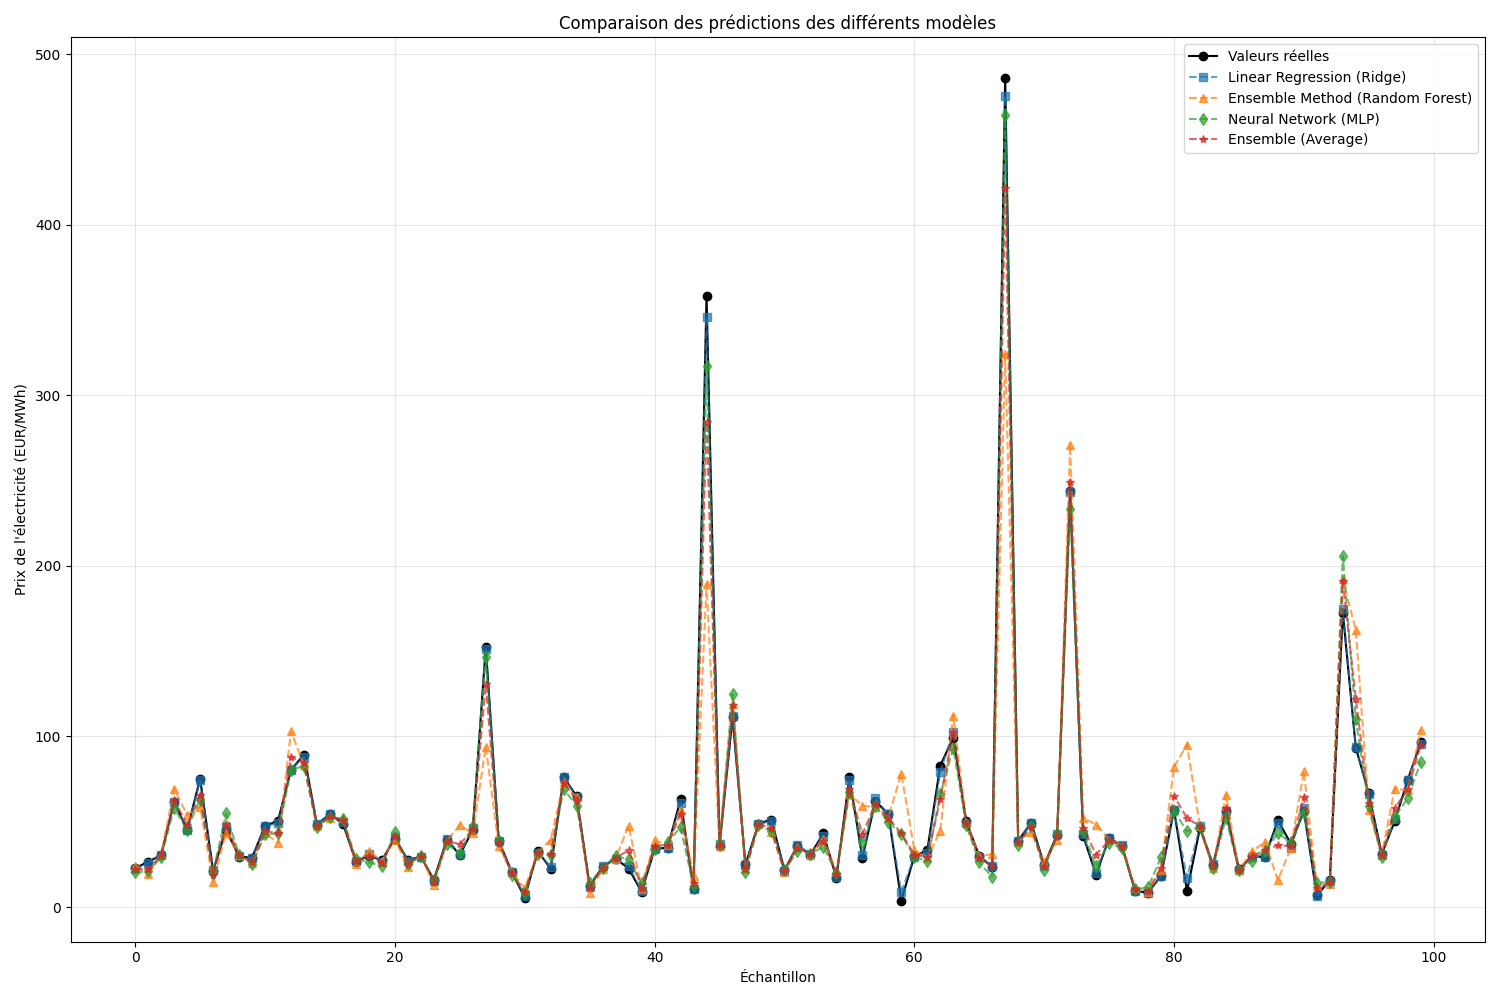 Comparaison des prédictions des différents modèles
Valeurs réelles
Linear Regression (Ridge)
Ensemble Method (Random Forest)
Neural Network (MLP)
Ensemble (Average)
Prix de l'électricité (EUR/MWh)
500
400
300
200
100
0
0 20 40 60 80 100
Échantillon